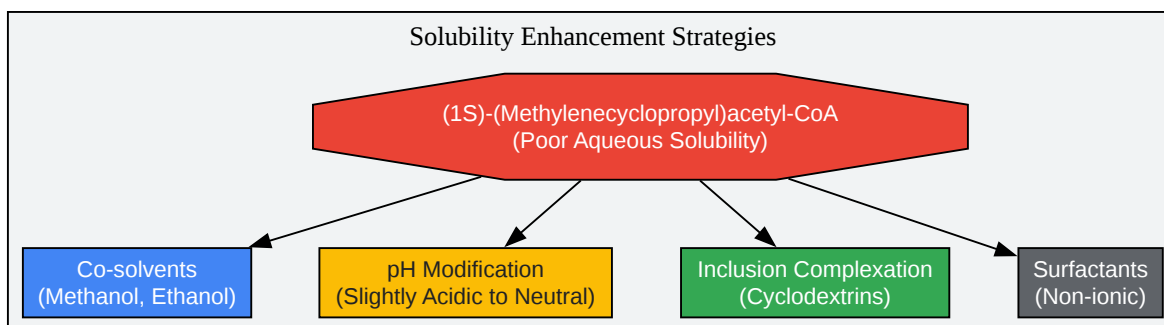 Solubility Enhancement Strategies
(1S)-(Methylenecyclopropyl)acetyl-CoA
(Poor Aqueous Solubility)
Co-solvents
(Methanol, Ethanol)
pH Modification
(Slightly Acidic to Neutral)
Inclusion Complexation
(Cyclodextrins)
Surfactants
(Non-ionic)